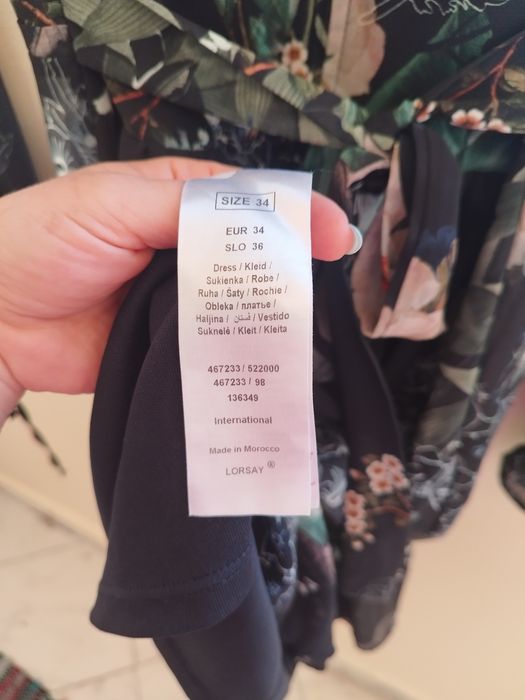 SIZE 34
EUR 34
SLO 36
Dress / Kleid /
Sukienka / Robe /
Ruha / Šaty / Rochie /
Obleka / платье /
Haljina / فستان / Vestido
Suknelė / Kleit / Kleita
467233 / 522000
467233 / 98
136349
International
Made in Morocco
LORSAY ®